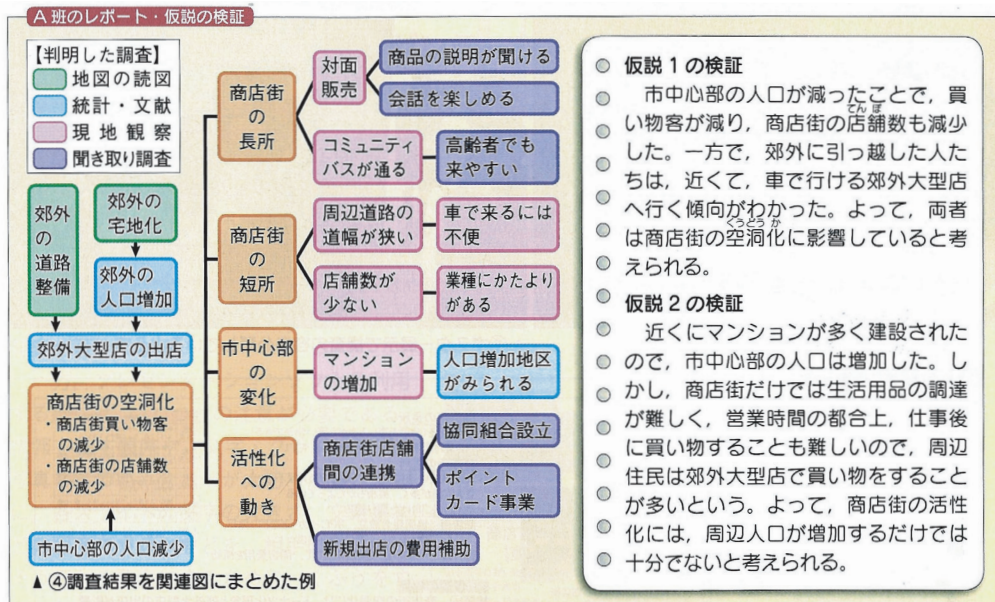 A班のレポート・仮説の検証
【判明した調査】
地図の読図
統計・文献
現地観察
聞き取り調査
郊外
の
道路
整備
郊外の
宅地化
郊外の
人口増加
郊外大型店の出店
商店街の空洞化
・商店街買い物客
の減少
・商店街の店舗数
の減少
市中心部の人口減少
商店街
の
長所
対面
販売
商品の説明が聞ける
会話を楽しめる
コミュニティ
バスが通る
高齢者でも
来やすい
商店街
の
短所
周辺道路の
道幅が狭い
車で来るには
不便
店舗数が
少ない
業種にかたより
がある
市中心部
の
変化
マンション
の増加
人口増加地区
がみられる
活性化
への
動き
商店街店舗
間の連携
協同組合設立
ポイント
カード事業
新規出店の費用補助
▲ ④調査結果を関連図にまとめた例
仮説1の検証
市中心部の人口が減ったことで，買
い物客が減り，商店街の店舗数も減少
てんぽ
した。一方で，郊外に引っ越した人た
ちは，近くて，車で行ける郊外大型店
へ行く傾向がわかった。よって，両者
は商店街の空洞化に影響していると考
くうどうか
えられる。
仮説2の検証
近くにマンションが多く建設された
ので，市中心部の人口は増加した。し
かし，商店街だけでは生活用品の調達
が難しく，営業時間の都合上，仕事後
に買い物することも難しいので，周辺
住民は郊外大型店で買い物をすること
が多いという。よって，商店街の活性
化には，周辺人口が増加するだけでは
十分でないと考えられる。